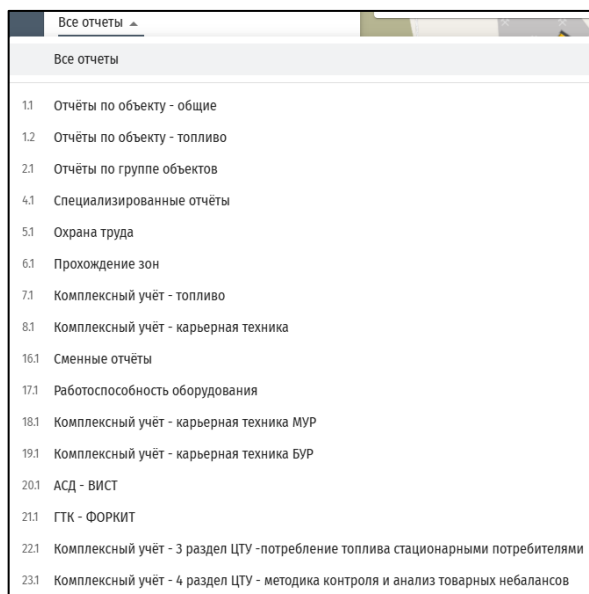 Все отчеты
Все отчеты
1.1 Отчёты по объекту - общие
1.2 Отчёты по объекту - топливо
2.1 Отчёты по группе объектов
4.1 Специализированные отчёты
5.1 Охрана труда
6.1 Прохождение зон
7.1 Комплексный учёт - топливо
8.1 Комплексный учёт - карьерная техника
16.1 Сменные отчёты
17.1 Работоспособность оборудования
18.1 Комплексный учёт - карьерная техника МУР
19.1 Комплексный учёт - карьерная техника БУР
20.1 АСД - ВИСТ
21.1 ГТК - ФОРКИТ
22.1 Комплексный учёт - 3 раздел ЦТУ -потребление топлива стационарными потребителями
23.1 Комплексный учёт - 4 раздел ЦТУ - методика контроля и анализ товарных небалансов